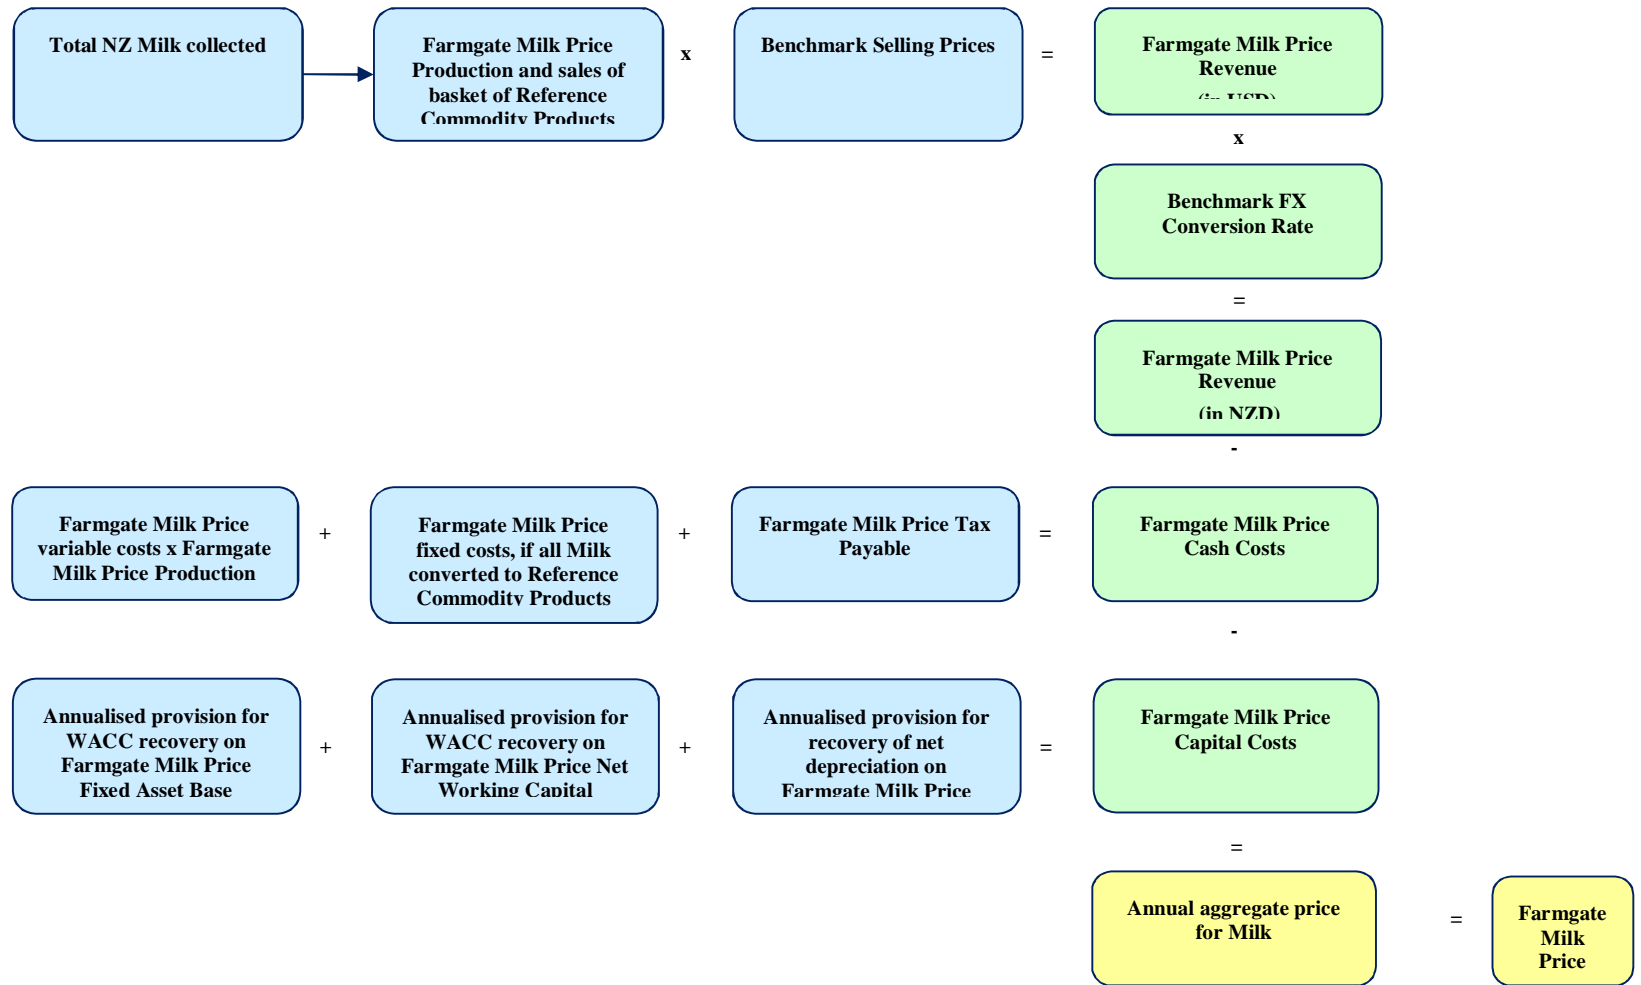 Total NZ Milk collected
Farmgate Milk Price
Production and sales of
basket of Reference
Commodity Products
x
Benchmark Selling Prices
=
Farmgate Milk Price
Revenue
(in USD)
x
Benchmark FX
Conversion Rate
=
Farmgate Milk Price
Revenue
(in NZD)
-
Farmgate Milk Price
variable costs x Farmgate
Milk Price Production
+
Farmgate Milk Price
fixed costs, if all Milk
converted to Reference
Commodity Products
+
Farmgate Milk Price Tax
Payable
=
Farmgate Milk Price
Cash Costs
-
Annualised provision for
WACC recovery on
Farmgate Milk Price
Fixed Asset Base
+
Annualised provision for
WACC recovery on
Farmgate Milk Price Net
Working Capital
+
Annualised provision for
recovery of net
depreciation on
Farmgate Milk Price
=
Farmgate Milk Price
Capital Costs
=
Annual aggregate price
for Milk
=
Farmgate
Milk
Price